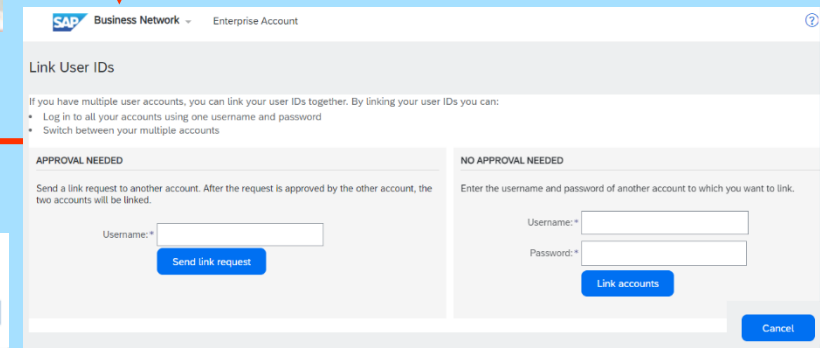 SAP Business Network Enterprise Account ?
Link User IDs
If you have multiple user accounts, you can link your user IDs together. By linking your user IDs you can:
• Log in to all your accounts using one username and password
• Switch between your multiple accounts
APPROVAL NEEDED
Send a link request to another account. After the request is approved by the other account, the
two accounts will be linked.
Username:*
Send link request
NO APPROVAL NEEDED
Enter the username and password of another account to which you want to link.
Username:*
Password:*
Link accounts
Cancel